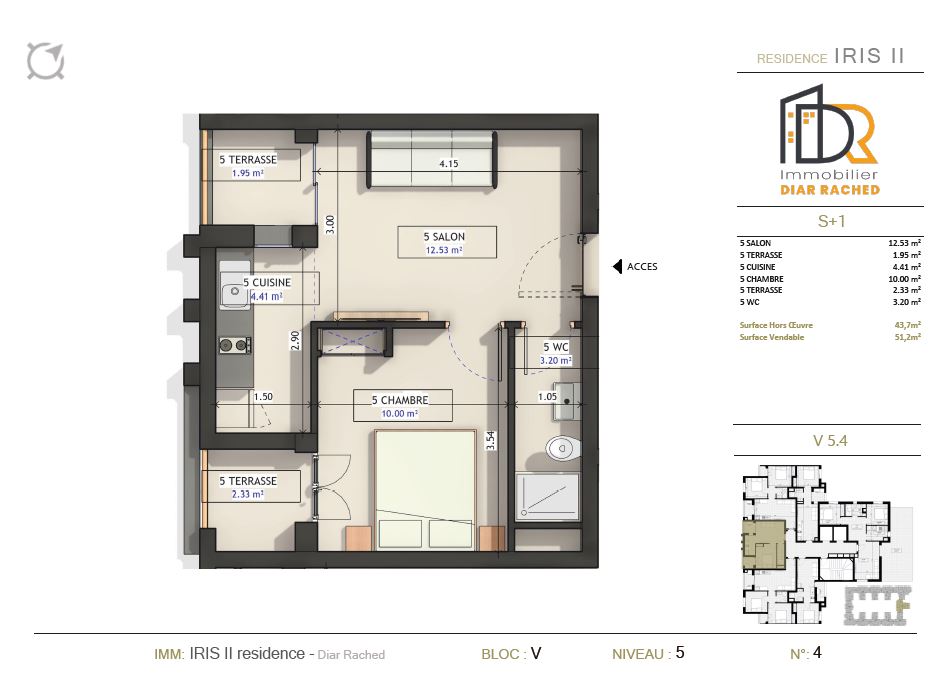 RESIDENCE IRIS II
DR
Immobilier
DIAR RACHED
S+1
5 SALON 12.53 m²
5 TERRASSE 1.95 m²
5 CUISINE 4.41 m²
5 CHAMBRE 10.00 m²
5 TERRASSE 2.33 m²
5 WC 3.20 m²
Surface Hors Œuvre 43,7m²
Surface Vendable 51,2m²
V 5.4
5 TERRASSE
1.95 m²
4.15
3.00
5 SALON
12.53 m²
ACCES
5 CUISINE
4.41 m²
2.90
1.50
5 WC
3.20 m²
1.05
5 CHAMBRE
10.00 m²
3.54
5 TERRASSE
2.33 m²
IMM: IRIS II residence - Diar Rached BLOC : V NIVEAU : 5 N°: 4